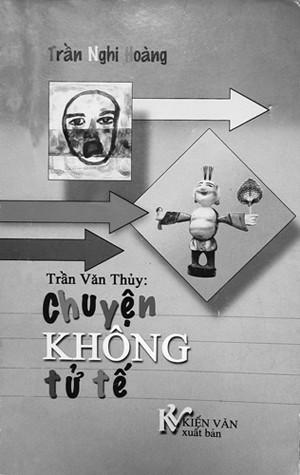 Trần Nghi Hoàng
Trần Văn Thủy:
Chuyện
KHÔNG
tử tế
KV KIẾN VĂN
xuất bản